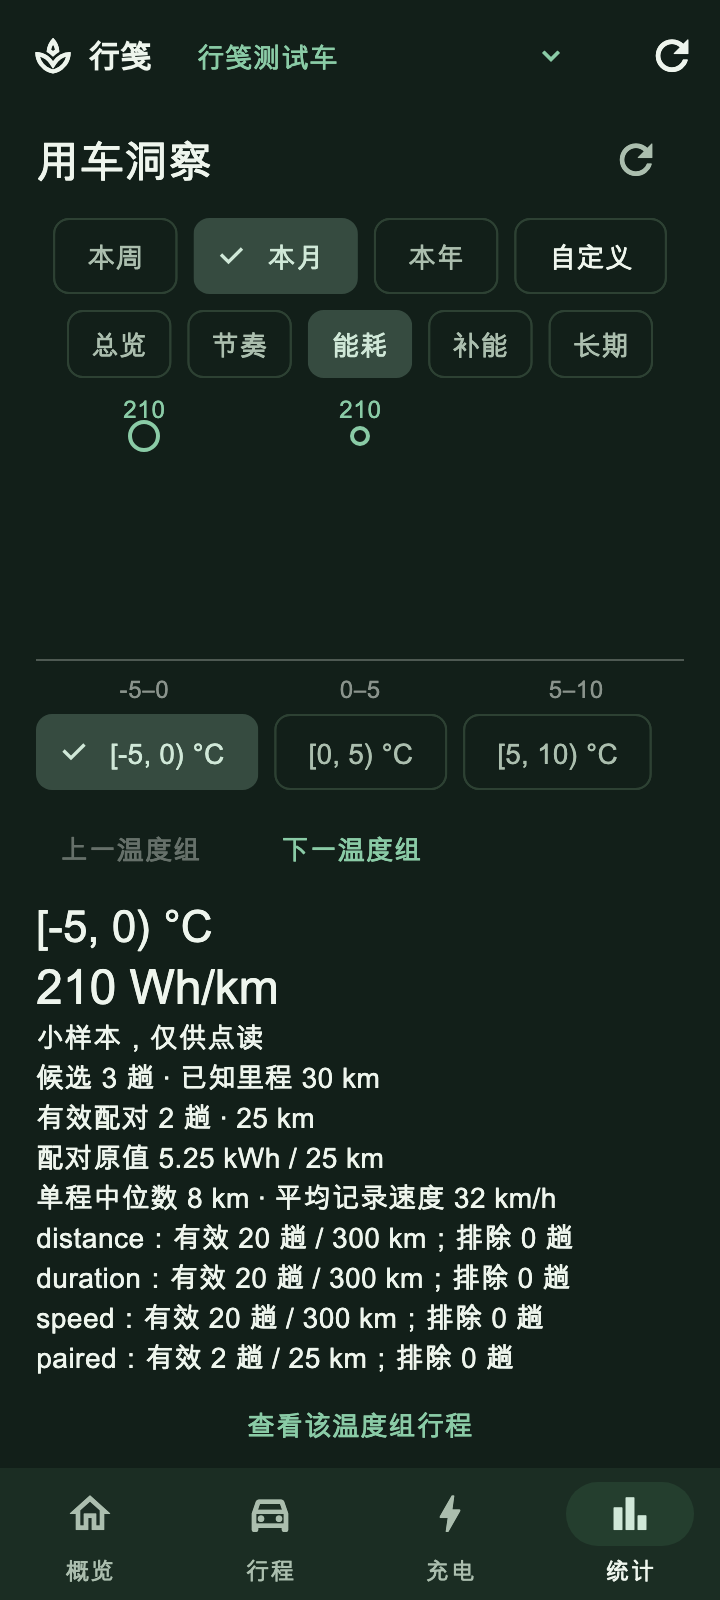 行笺 行笺测试车
用车洞察
本周 本月 本年 自定义
总览 节奏 能耗 补能 长期
210 210
-5–0 0–5 5–10
[-5, 0) °C [0, 5) °C [5, 10) °C
上一温度组 下一温度组
[-5, 0) °C
210 Wh/km
小样本，仅供点读
候选 3 趟 · 已知里程 30 km
有效配对 2 趟 · 25 km
配对原值 5.25 kWh / 25 km
单程中位数 8 km · 平均记录速度 32 km/h
distance：有效 20 趟 / 300 km；排除 0 趟
duration：有效 20 趟 / 300 km；排除 0 趟
speed：有效 20 趟 / 300 km；排除 0 趟
paired：有效 2 趟 / 25 km；排除 0 趟
查看该温度组行程
概览 行程 充电 统计